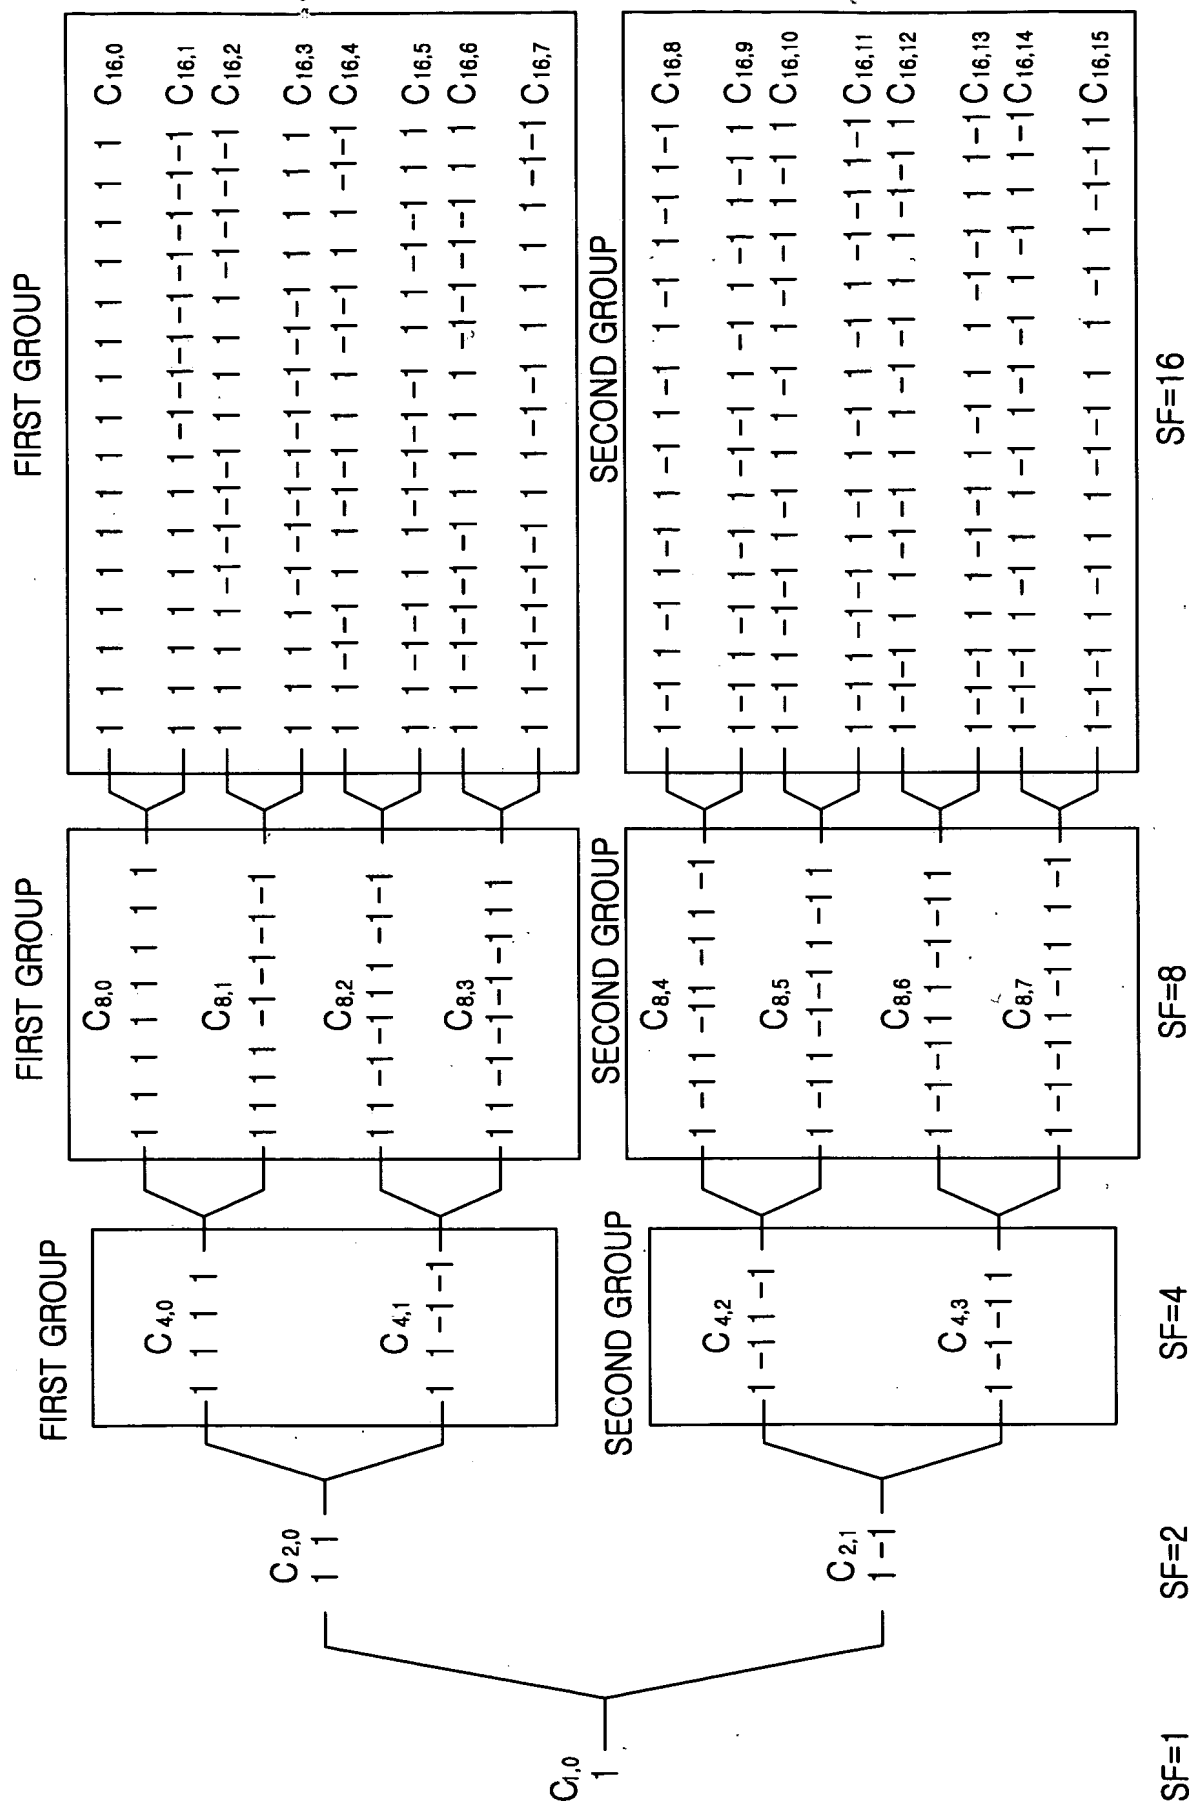 FIRST GROUP
1 1 1 1 1 1 1 1 1 1 1 1 1 1 1 1 C16,0
1 1 1 1 1 1 1 1 -1 -1 -1 -1 -1 -1 -1 -1 C16,1
1 1 1 1 -1 -1 -1 -1 1 1 1 1 -1 -1 -1 -1 C16,2
1 1 1 1 -1 -1 -1 -1 -1 -1 -1 -1 1 1 1 1 C16,3
1 1 -1 -1 1 1 -1 -1 1 1 -1 -1 1 1 -1 -1 C16,4
1 1 -1 -1 1 1 -1 -1 -1 -1 1 1 -1 -1 1 1 C16,5
1 1 -1 -1 -1 -1 1 1 1 1 -1 -1 -1 -1 1 1 C16,6
1 1 -1 -1 -1 -1 1 1 -1 -1 1 1 1 1 -1 -1 C16,7
SECOND GROUP
1 -1 1 -1 1 -1 1 -1 1 -1 1 -1 1 -1 1 -1 C16,8
1 -1 1 -1 1 -1 1 -1 -1 1 -1 1 -1 1 -1 1 C16,9
1 -1 1 -1 -1 1 -1 1 1 -1 1 -1 -1 1 -1 1 C16,10
1 -1 1 -1 -1 1 -1 1 -1 1 -1 1 1 -1 1 -1 C16,11
1 -1 -1 1 1 -1 -1 1 1 -1 -1 1 1 -1 -1 1 C16,12
1 -1 -1 1 1 -1 -1 1 -1 1 1 -1 -1 1 1 -1 C16,13
1 -1 -1 1 -1 1 1 -1 1 -1 -1 1 -1 1 1 -1 C16,14
1 -1 -1 1 -1 1 1 -1 -1 1 1 -1 1 -1 -1 1 C16,15
SF=16
FIRST GROUP
C8,0
1 1 1 1 1 1 1 1
C8,1
1 1 1 1 -1 -1 -1 -1
C8,2
1 1 -1 -1 1 1 -1 -1
C8,3
1 1 -1 -1 -1 -1 1 1
SECOND GROUP
C8,4
1 -1 1 -1 1 -1 1 -1
C8,5
1 -1 1 -1 -1 1 -1 1
C8,6
1 -1 -1 1 1 -1 -1 1
C8,7
1 -1 -1 1 -1 1 1 -1
SF=8
FIRST GROUP
C4,0
1 1 1 1
C4,1
1 1 -1 -1
SECOND GROUP
C4,2
1 -1 1 -1
C4,3
1 -1 -1 1
SF=4
C2,0
1 1
C2,1
1 -1
SF=2
C1,0
1
SF=1